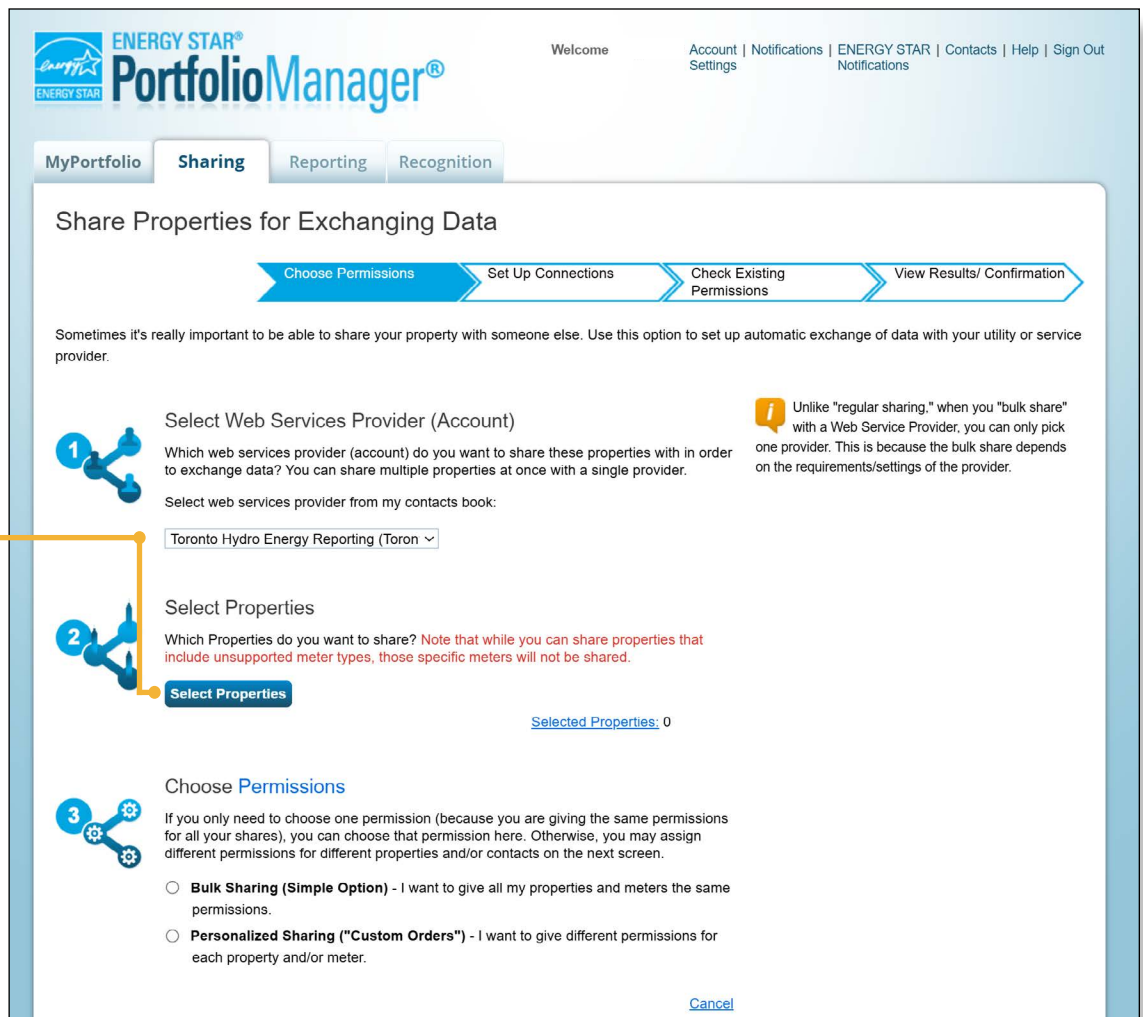 ENERGY STAR®
PortfolioManager®
energy
ENERGY STAR
Welcome
Account Settings | Notifications | ENERGY STAR Notifications | Contacts | Help | Sign Out
MyPortfolio
Sharing
Reporting
Recognition
Share Properties for Exchanging Data
Choose Permissions
Set Up Connections
Check Existing
Permissions
View Results/ Confirmation
Sometimes it's really important to be able to share your property with someone else. Use this option to set up automatic exchange of data with your utility or service
provider.
1
Select Web Services Provider (Account)
Which web services provider (account) do you want to share these properties with in order
to exchange data? You can share multiple properties at once with a single provider.
Select web services provider from my contacts book:
Toronto Hydro Energy Reporting (Toron
i
Unlike "regular sharing," when you "bulk share"
with a Web Service Provider, you can only pick
one provider. This is because the bulk share depends
on the requirements/settings of the provider.
2
Select Properties
Which Properties do you want to share? Note that while you can share properties that
include unsupported meter types, those specific meters will not be shared.
Select Properties
Selected Properties: 0
3
Choose Permissions
If you only need to choose one permission (because you are giving the same permissions
for all your shares), you can choose that permission here. Otherwise, you may assign
different permissions for different properties and/or contacts on the next screen.
Bulk Sharing (Simple Option) - I want to give all my properties and meters the same
permissions.
Personalized Sharing ("Custom Orders") - I want to give different permissions for
each property and/or meter.
Cancel